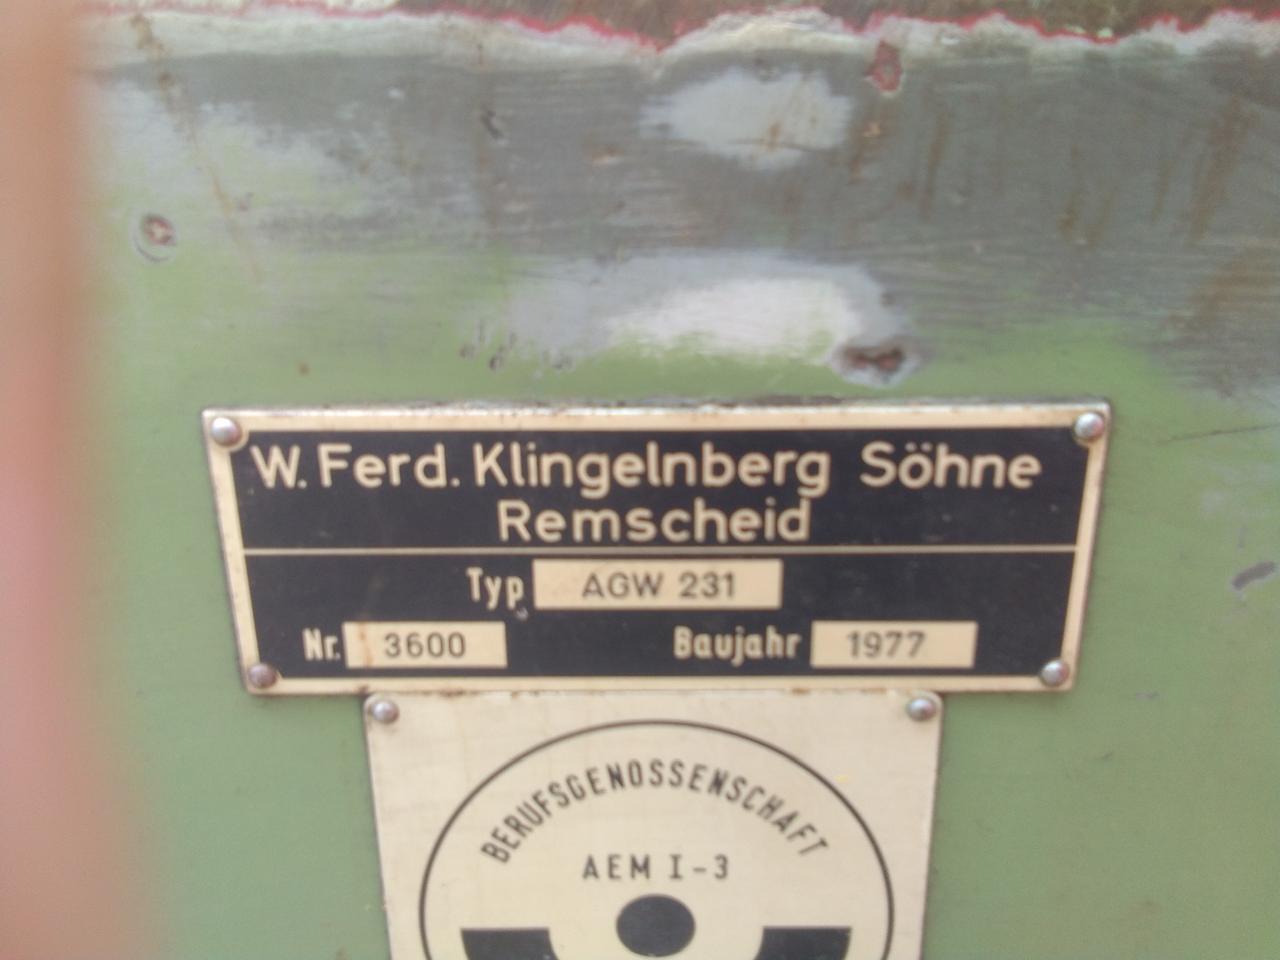 W. Ferd. Klingelnberg Söhne
Remscheid
Typ AGW 231
Nr. 3600 Baujahr 1977
BERUFSGENOSSENSCHAFT
AEM I-3